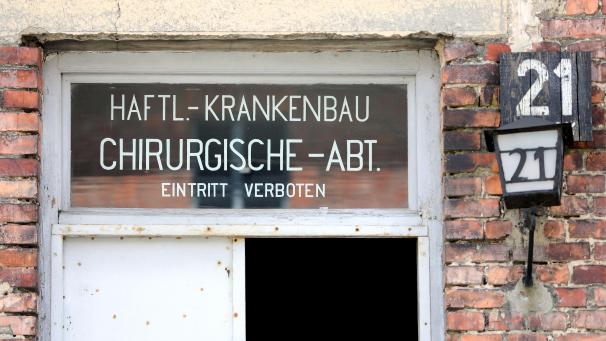 HAFTL.-KRANKENBAU
CHIRURGISCHE-ABT.
EINTRITT VERBOTEN
21
21